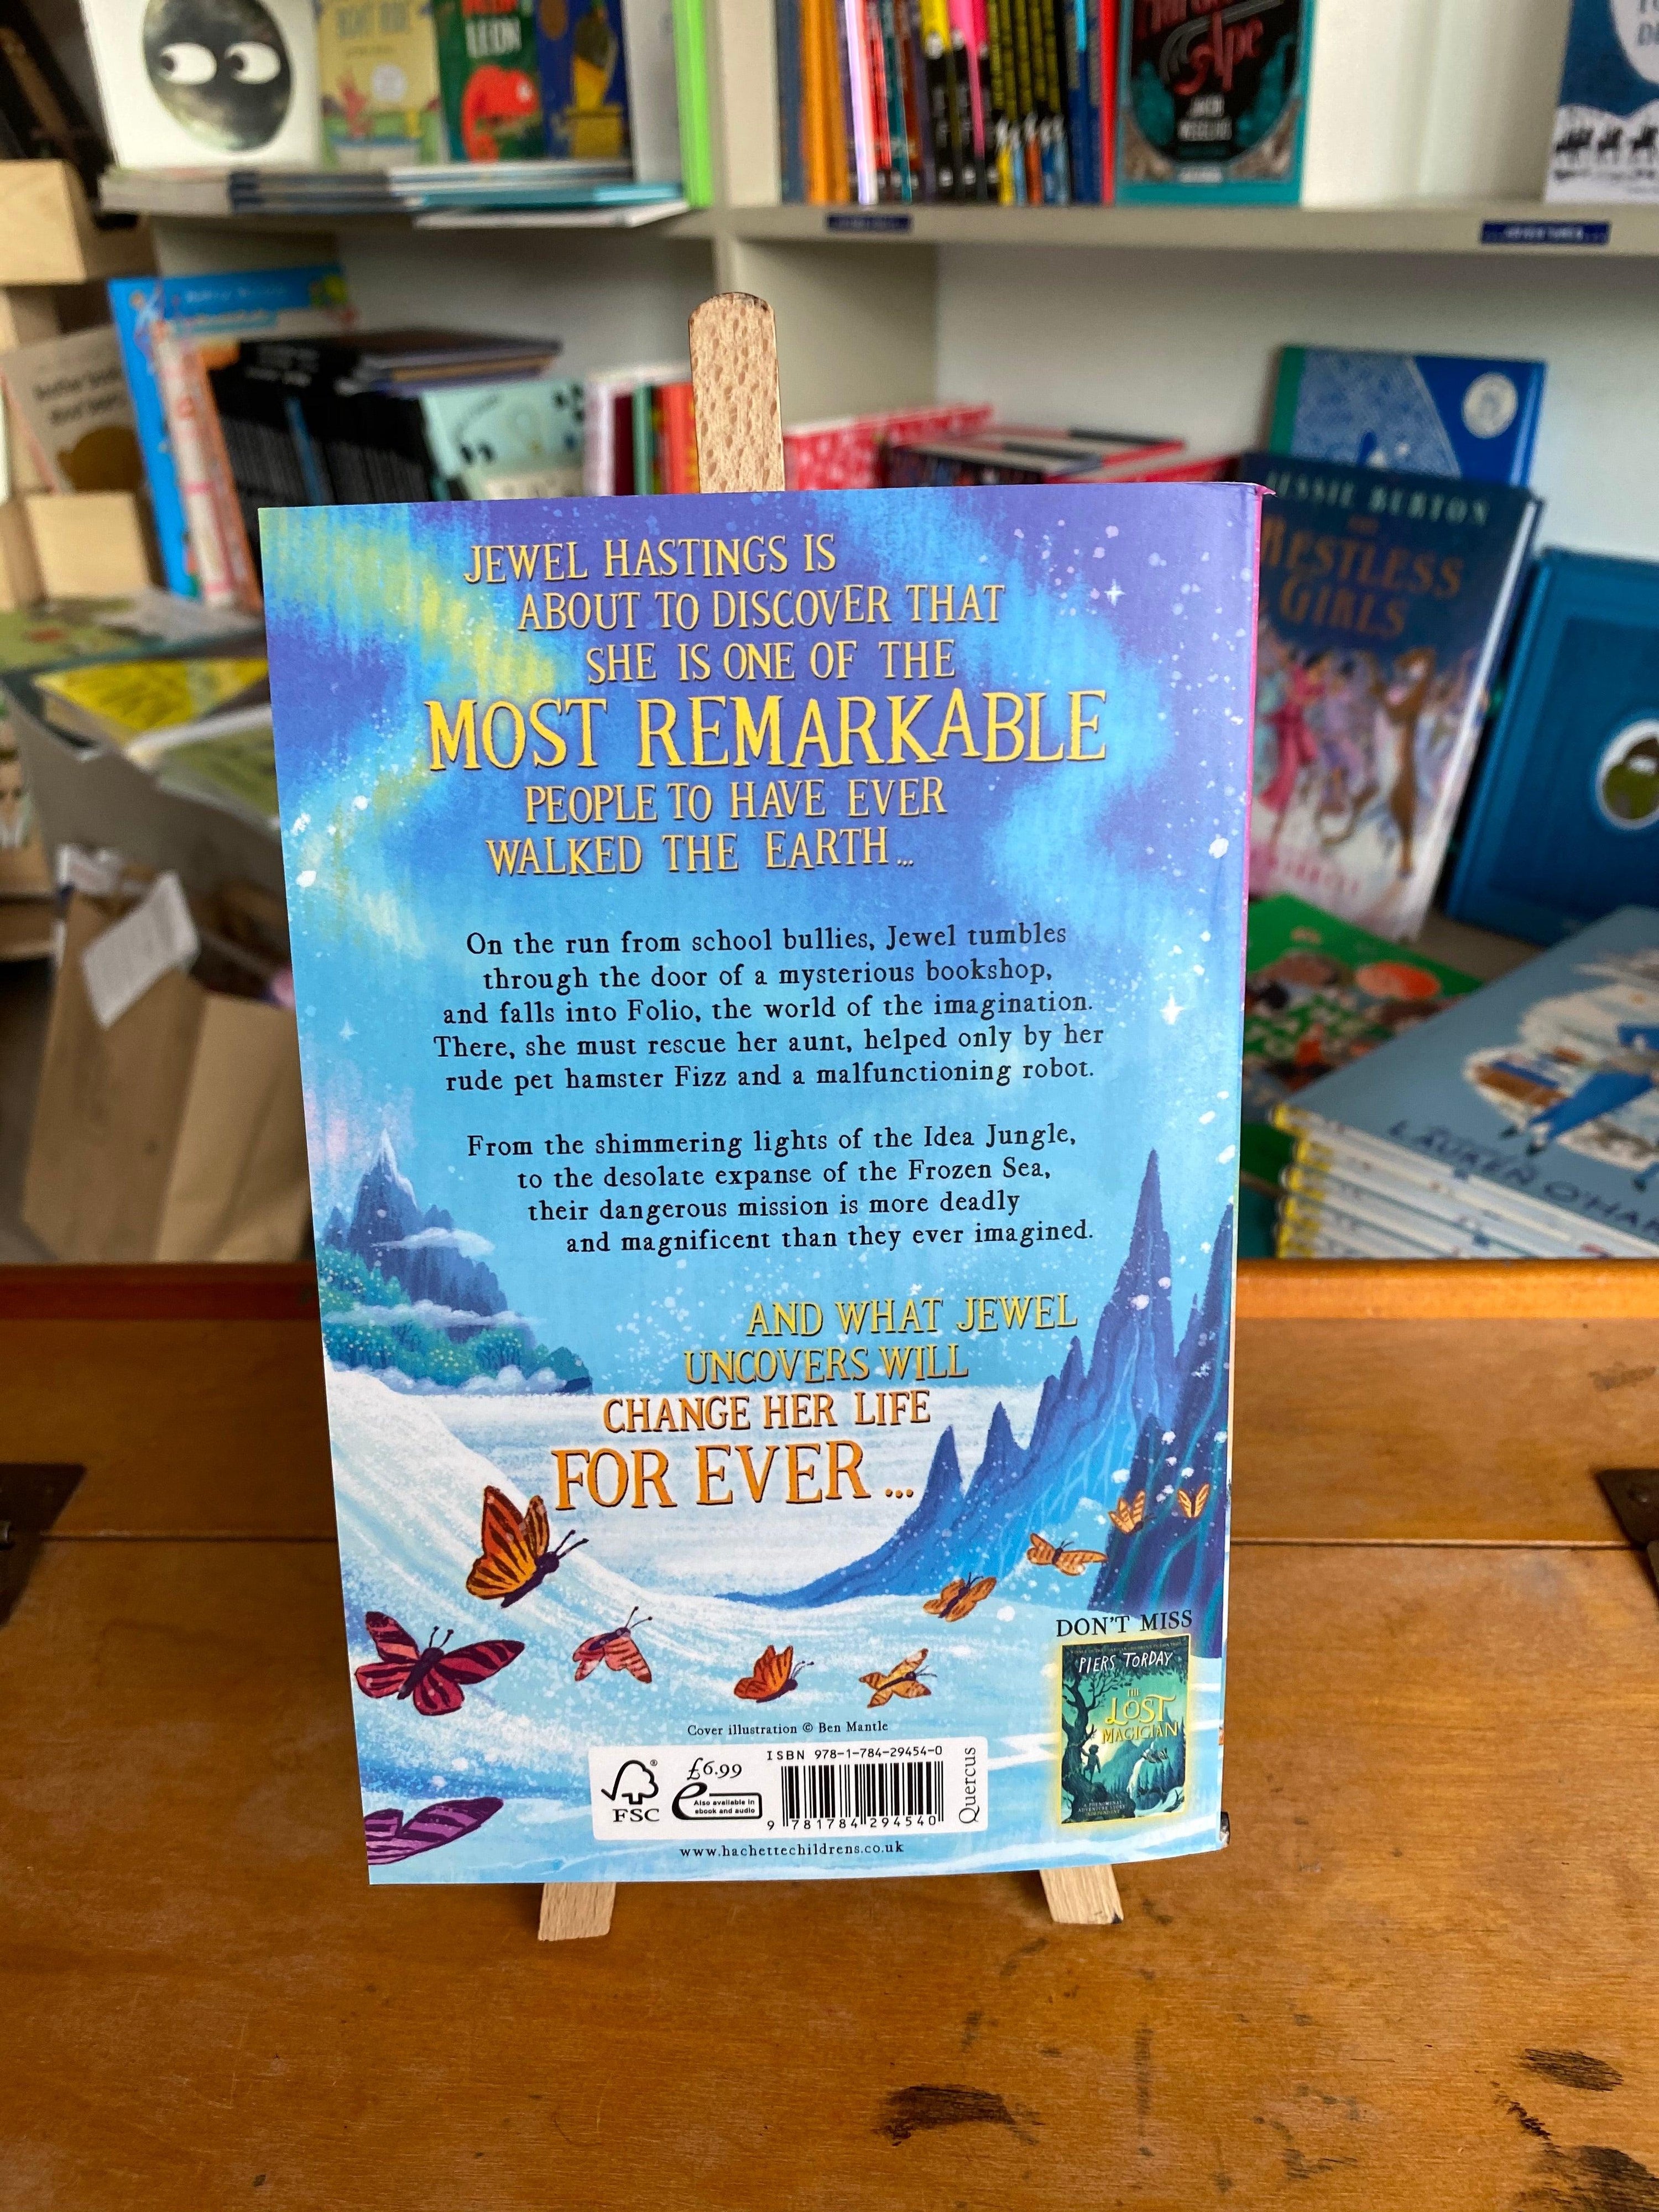 LEON
Ape
JESSIE BURTON
THE
RESTLESS
GIRLS
LAUREN O'HA
JEWEL HASTINGS IS
ABOUT TO DISCOVER THAT
SHE IS ONE OF THE
MOST REMARKABLE
PEOPLE TO HAVE EVER
WALKED THE EARTH...
On the run from school bullies, Jewel tumbles
through the door of a mysterious bookshop,
and falls into Folio, the world of the imagination.
There, she must rescue her aunt, helped only by her
rude pet hamster Fizz and a malfunctioning robot.
From the shimmering lights of the Idea Jungle,
to the desolate expanse of the Frozen Sea,
their dangerous mission is more deadly
and magnificent than they ever imagined.
AND WHAT JEWEL
UNCOVERS WILL
CHANGE HER LIFE
FOR EVER...
DON'T MISS
PIERS TORDAY
THE
LOST
MAGICIAN
Cover illustration © Ben Mantle
FSC
®
£6.99
e
Also available in
ebook and audio
ISBN 978-1-784-29454-0
9 781784 294540
Quercus
www.hachettechildrens.co.uk